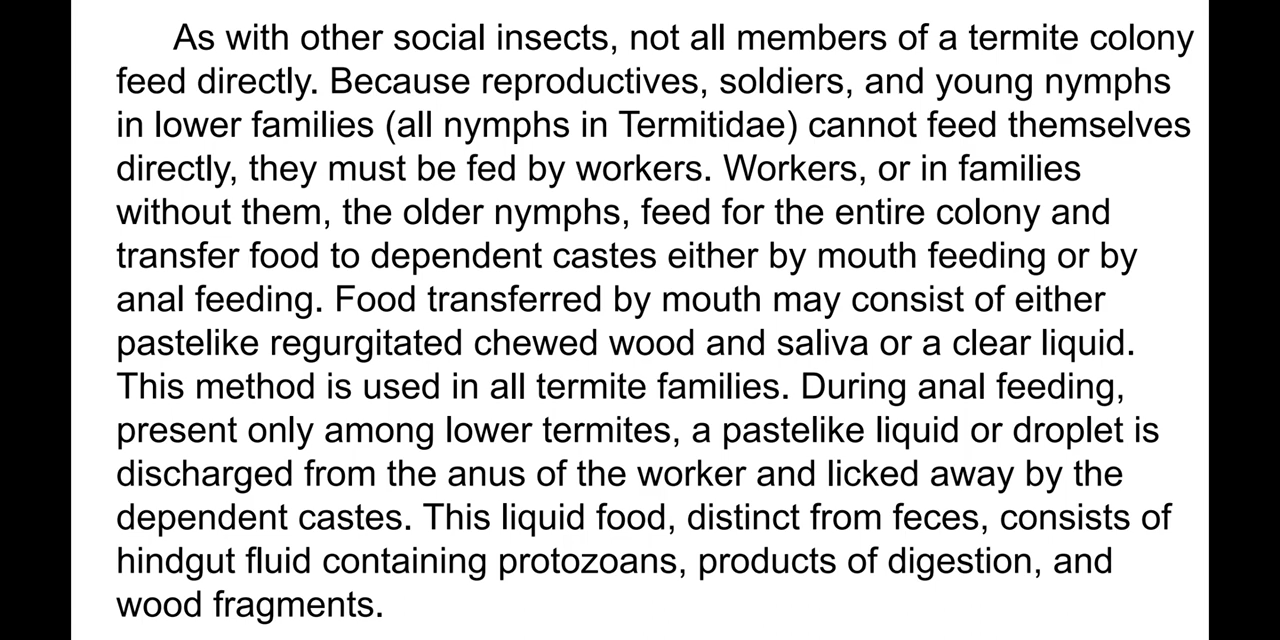 As with other social insects, not all members of a termite colony
feed directly. Because reproductives, soldiers, and young nymphs
in lower families (all nymphs in Termitidae) cannot feed themselves
directly, they must be fed by workers. Workers, or in families
without them, the older nymphs, feed for the entire colony and
transfer food to dependent castes either by mouth feeding or by
anal feeding. Food transferred by mouth may consist of either
pastelike regurgitated chewed wood and saliva or a clear liquid.
This method is used in all termite families. During anal feeding,
present only among lower termites, a pastelike liquid or droplet is
discharged from the anus of the worker and licked away by the
dependent castes. This liquid food, distinct from feces, consists of
hindgut fluid containing protozoans, products of digestion, and
wood fragments.